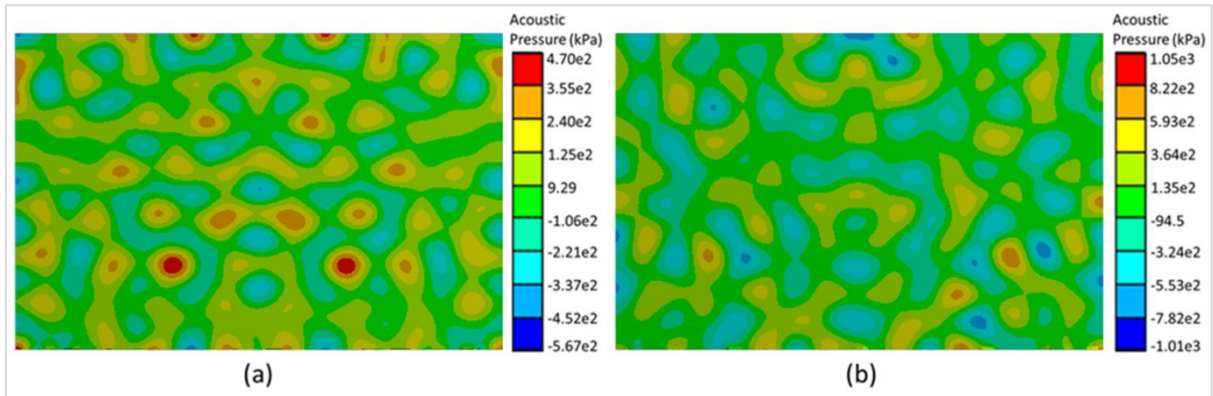 Acoustic
Pressure (kPa)
4.70e2
3.55e2
2.40e2
1.25e2
9.29
-1.06e2
-2.21e2
-3.37e2
-4.52e2
-5.67e2
(a)
Acoustic
Pressure (kPa)
1.05e3
8.22e2
5.93e2
3.64e2
1.35e2
-94.5
-3.24e2
-5.53e2
-7.82e2
-1.01e3
(b)